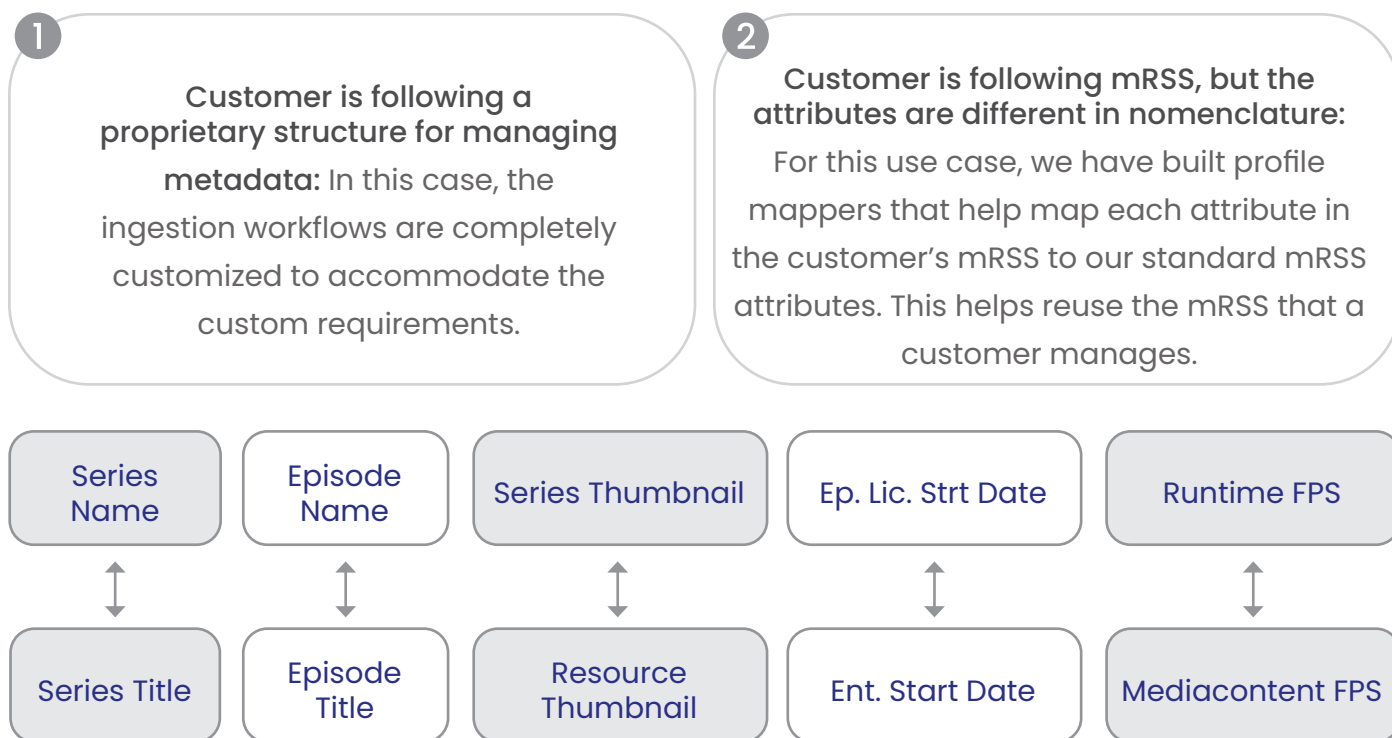 1
Customer is following a
proprietary structure for managing
metadata: In this case, the
ingestion workflows are completely
customized to accommodate the
custom requirements.
2
Customer is following mRSS, but the
attributes are different in nomenclature:
For this use case, we have built profile
mappers that help map each attribute in
the customer's mRSS to our standard mRSS
attributes. This helps reuse the mRSS that a
customer manages.
Series
Name
Episode
Name
Series Thumbnail
Ep. Lic. Strt Date
Runtime FPS
Series Title
Episode
Title
Resource
Thumbnail
Ent. Start Date
Mediacontent FPS